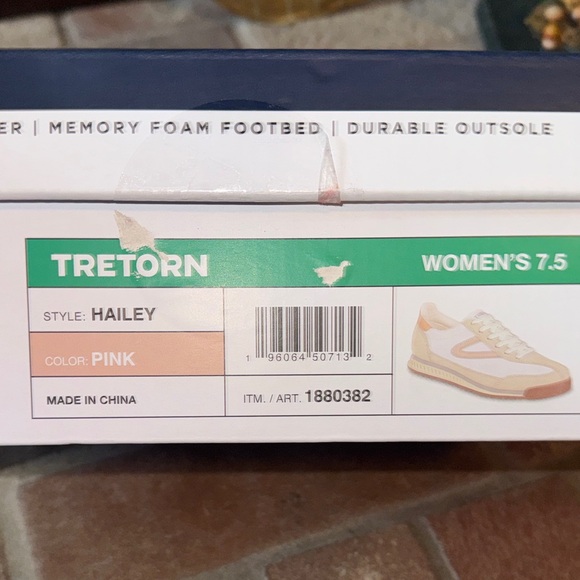 ER | MEMORY FOAM FOOTBED | DURABLE OUTSOLE
TRETORN WOMEN'S 7.5
STYLE: HAILEY
COLOR: PINK
MADE IN CHINA
1 96064 50713 2
ITM. / ART. 1880382